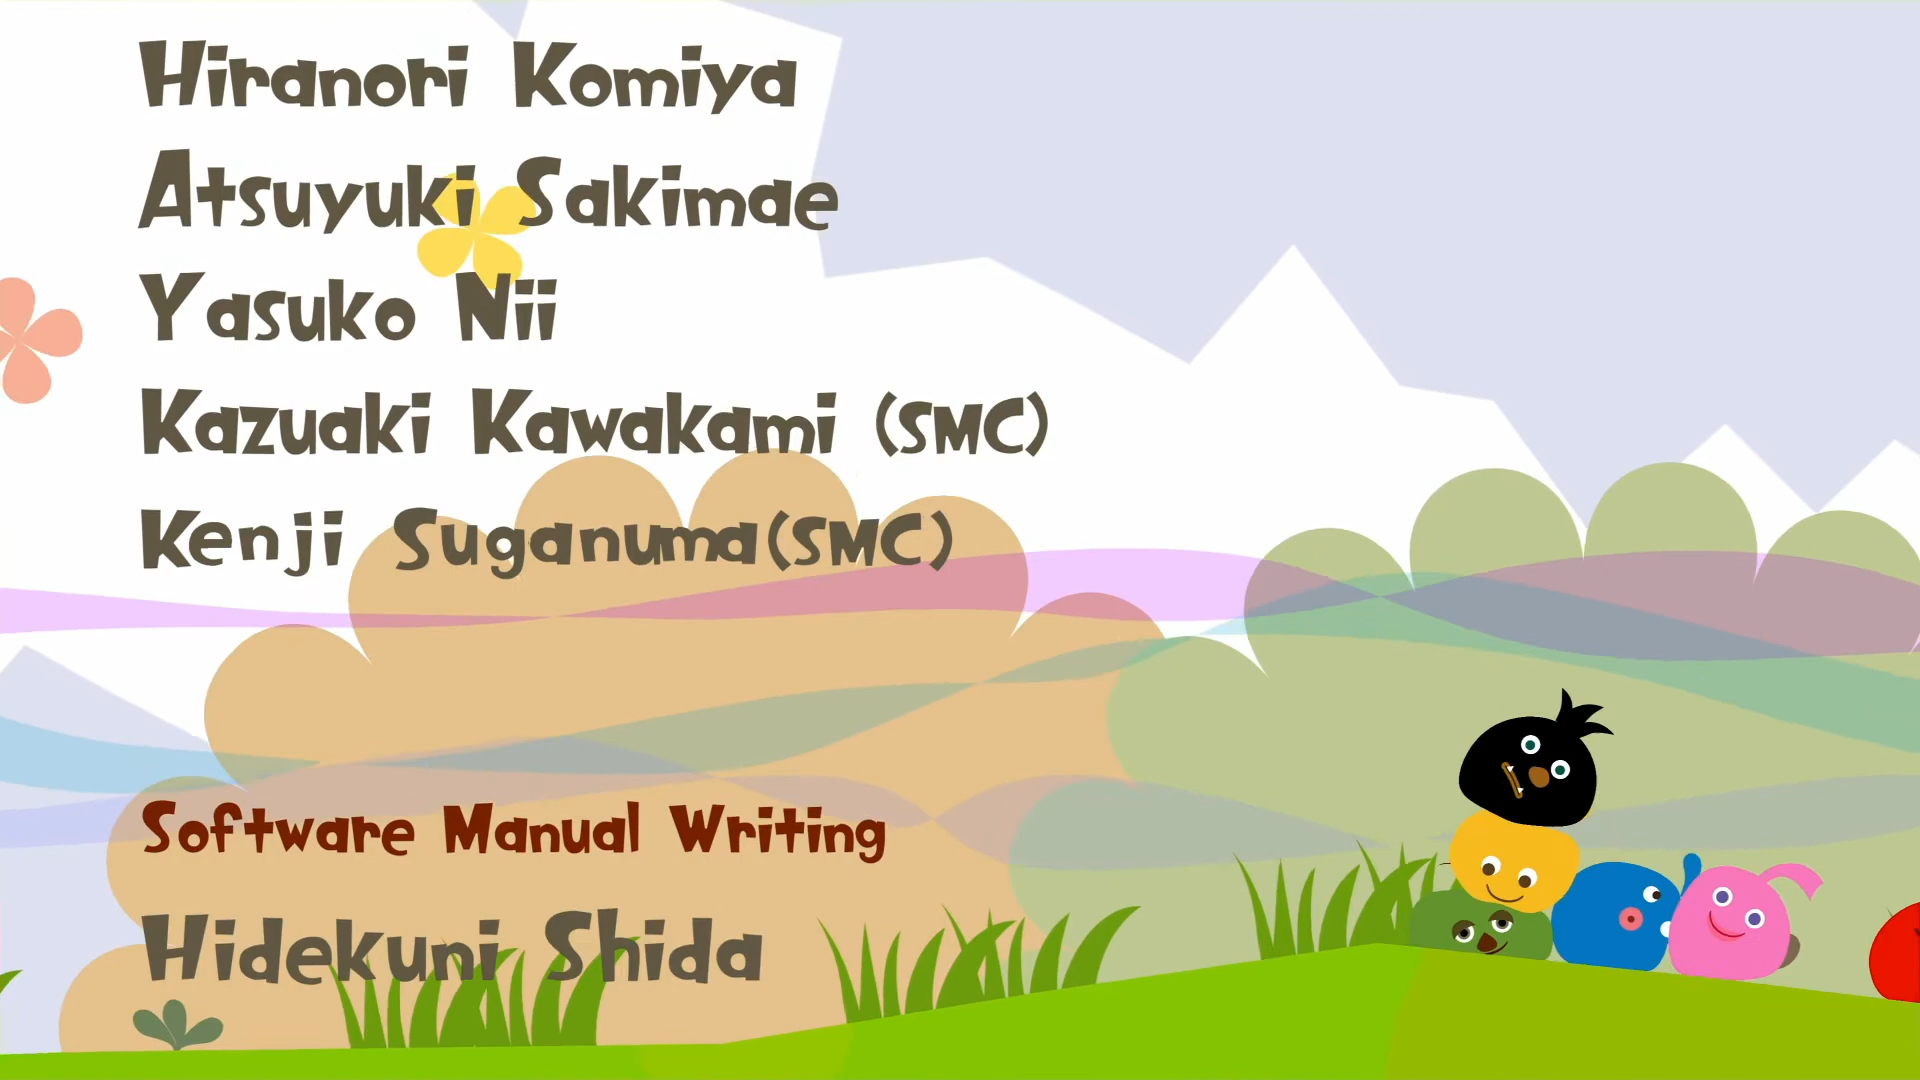 Hiranori Komiya
Atsuyuki Sakimae
Yasuko Nii
Kazuaki Kawakami (SMC)
Kenji Suganuma(SMC)
Software Manual Writing
Hidekuni Shida